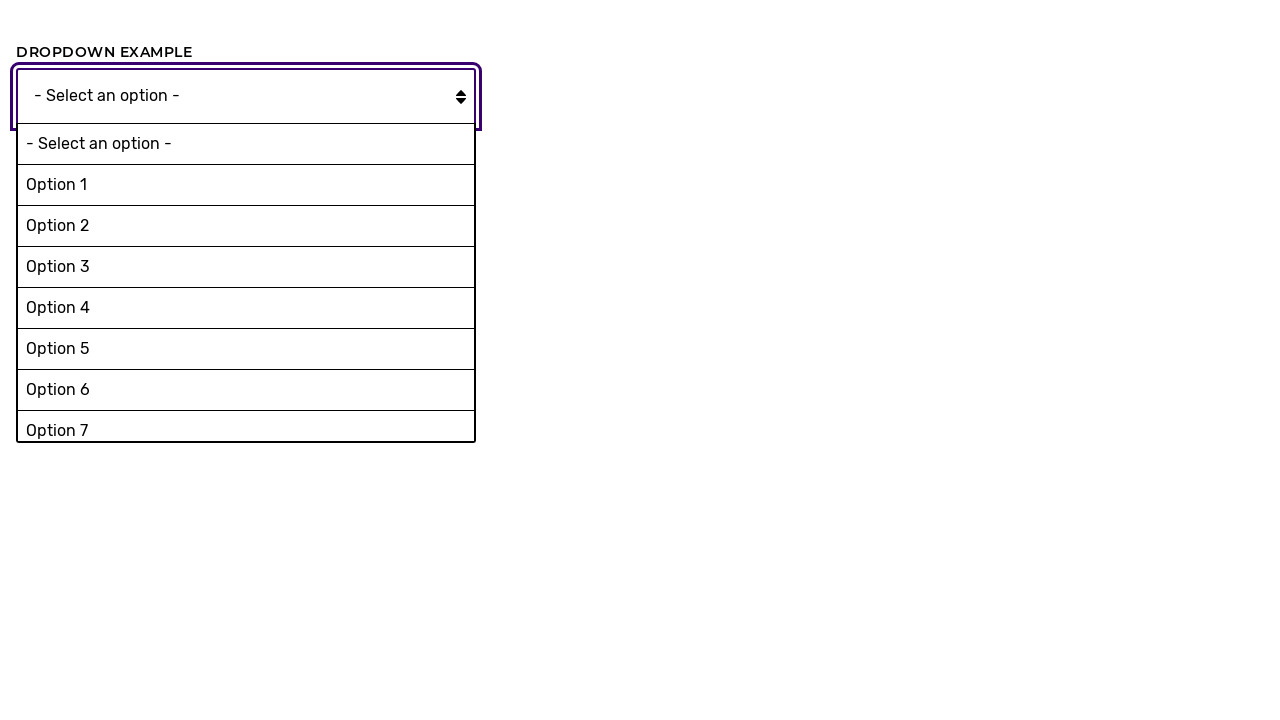 DROPDOWN EXAMPLE
- Select an option -
- Select an option -
Option 1
Option 2
Option 3
Option 4
Option 5
Option 6
Option 7